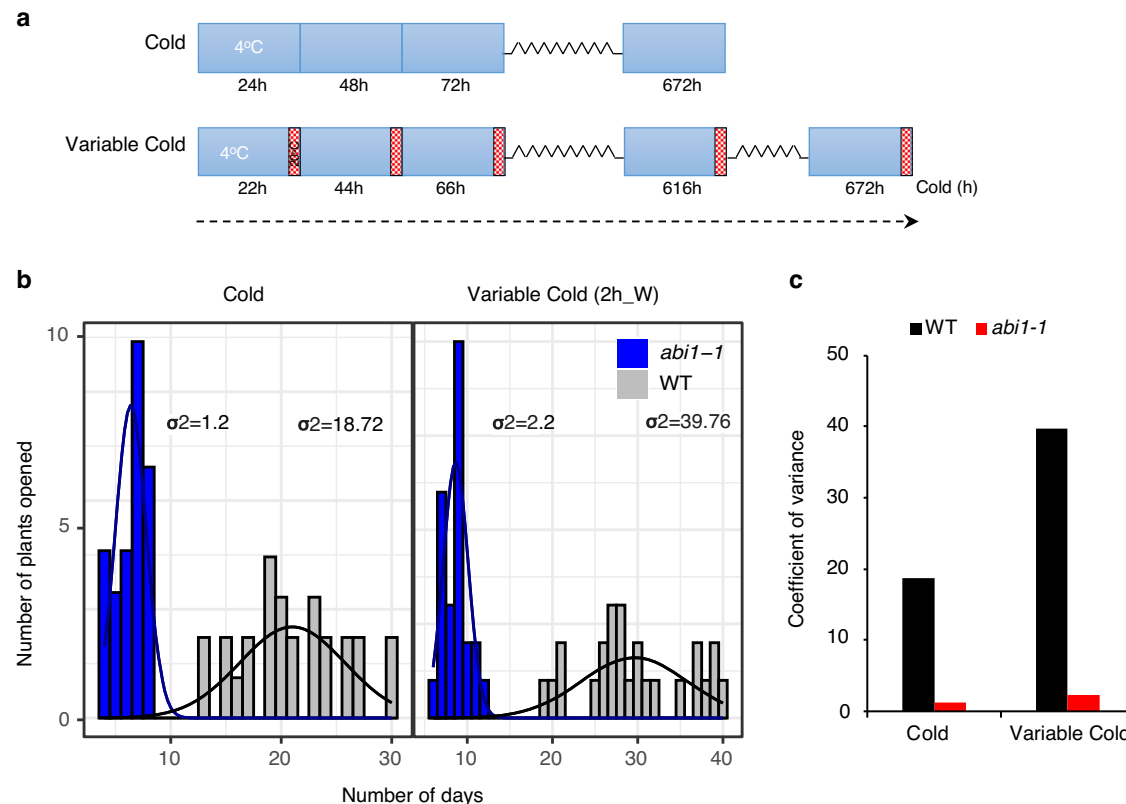 a
Cold
4°C
24h 48h 72h 672h
Variable Cold
4°C
22h 44h 66h 616h 672h Cold (h)
b
Cold Variable Cold (2h_W)
abi1−1
WT
σ2=1.2 σ2=18.72 σ2=2.2 σ2=39.76
Number of plants opened
10
5
0
10 20 30 10 20 30 40
Number of days
c
WT abi1-1
Coefficient of variance
50
40
30
20
10
0
Cold Variable Cold